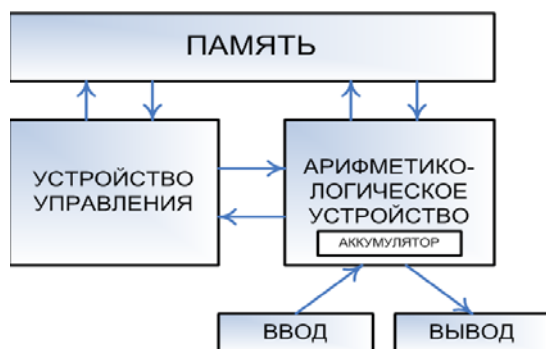 ПАМЯТЬ
УСТРОЙСТВО
УПРАВЛЕНИЯ
АРИФМЕТИКО-
ЛОГИЧЕСКОЕ
УСТРОЙСТВО
АККУМУЛЯТОР
ВВОД
ВЫВОД